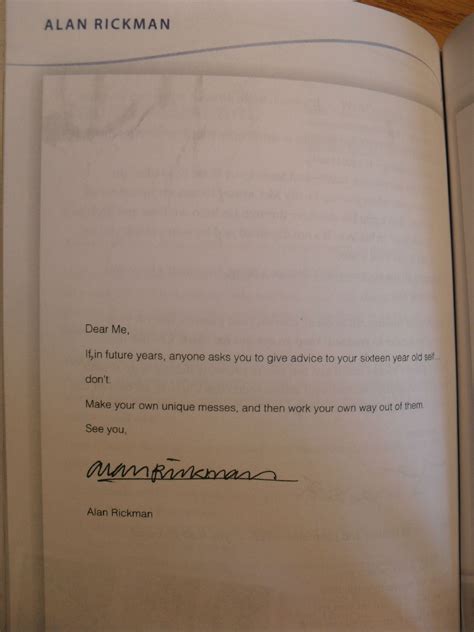 ALAN RICKMAN
Dear Me,
If, in future years, anyone asks you to give advice to your sixteen year old self...
don't.
Make your own unique messes, and then work your own way out of them.
See you,
Alan Rickman
Alan Rickman